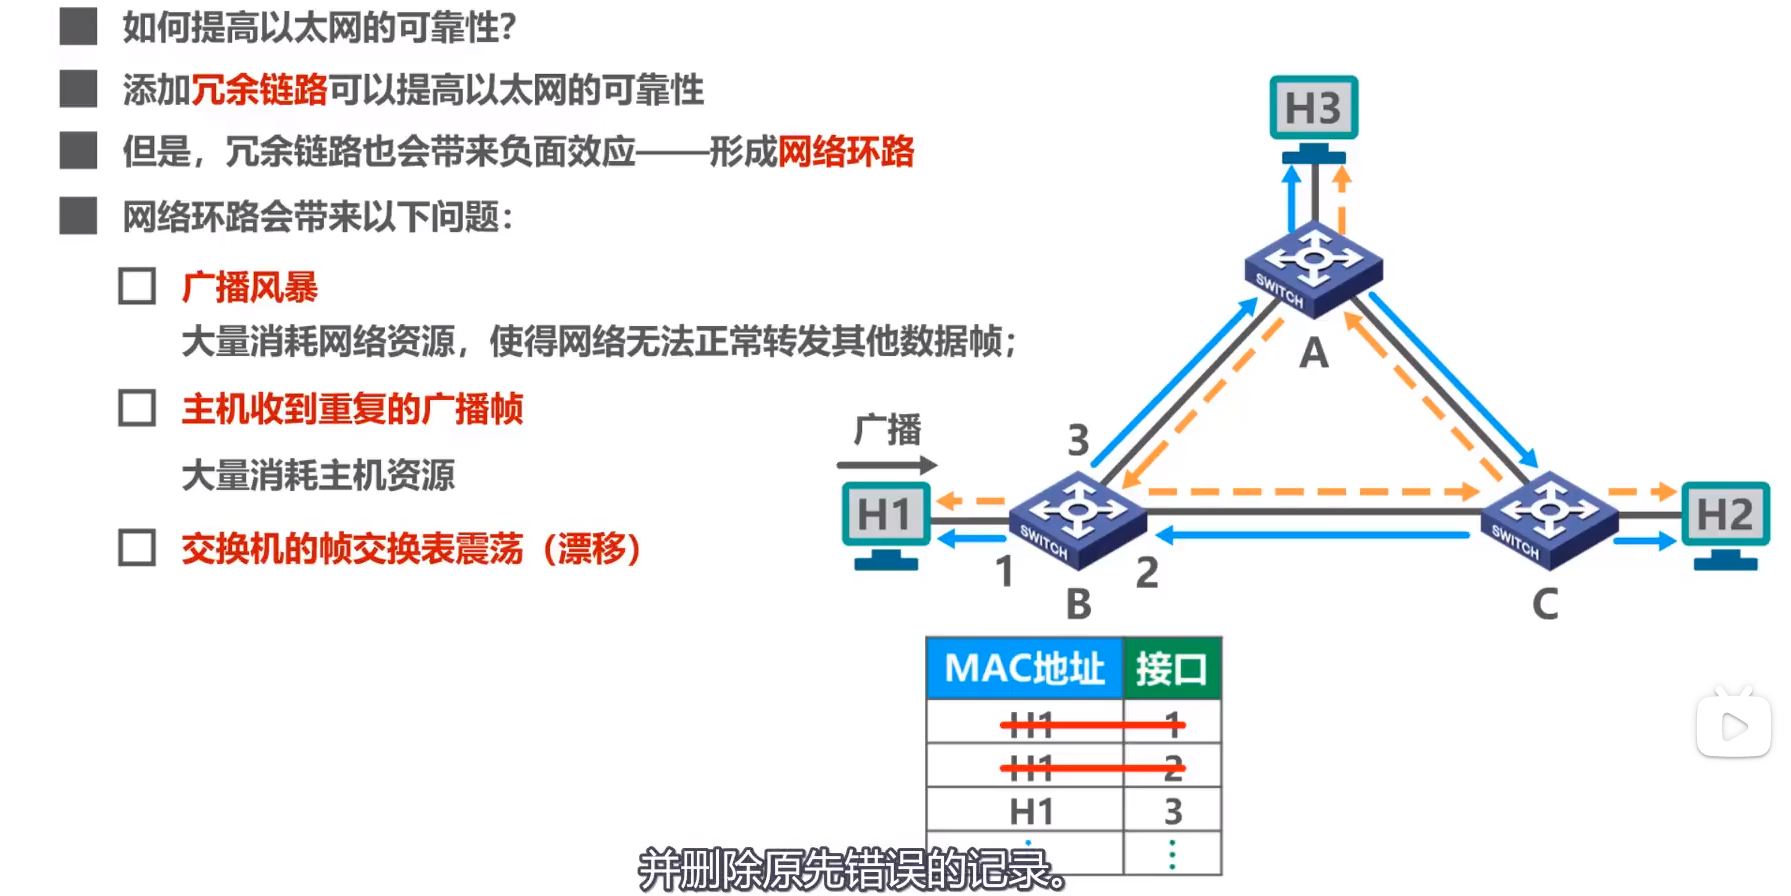 如何提高以太网的可靠性？
添加冗余链路可以提高以太网的可靠性
但是，冗余链路也会带来负面效应——形成网络环路
网络环路会带来以下问题：
广播风暴
大量消耗网络资源，使得网络无法正常转发其他数据帧；
主机收到重复的广播帧
大量消耗主机资源
交换机的帧交换表震荡（漂移）
H3
SWITCH
A
广播
3
H1
SWITCH
SWITCH
H2
1
2
B
C
MAC地址 接口
H1 1
H1 2
H1 3
⋮ ⋮
并删除原先错误的记录。